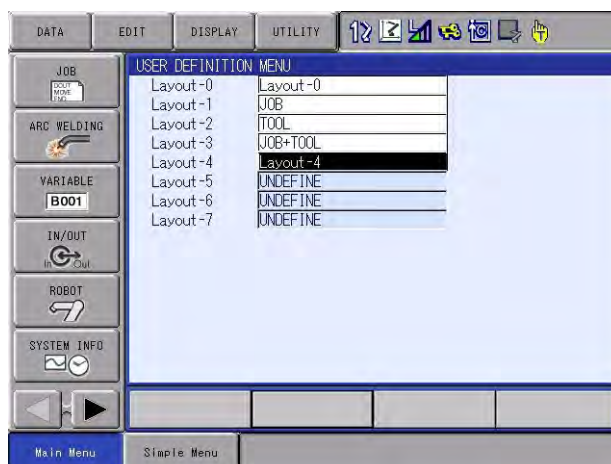 DATA EDIT DISPLAY UTILITY
JOB
ARC WELDING
VARIABLE
B001
IN/OUT
In Out
ROBOT
SYSTEM INFO
USER DEFINITION MENU
Layout-0 Layout-0
Layout-1 JOB
Layout-2 TOOL
Layout-3 JOB+TOOL
Layout-4 Layout-4
Layout-5 UNDEFINE
Layout-6 UNDEFINE
Layout-7 UNDEFINE
Main Menu Simple Menu